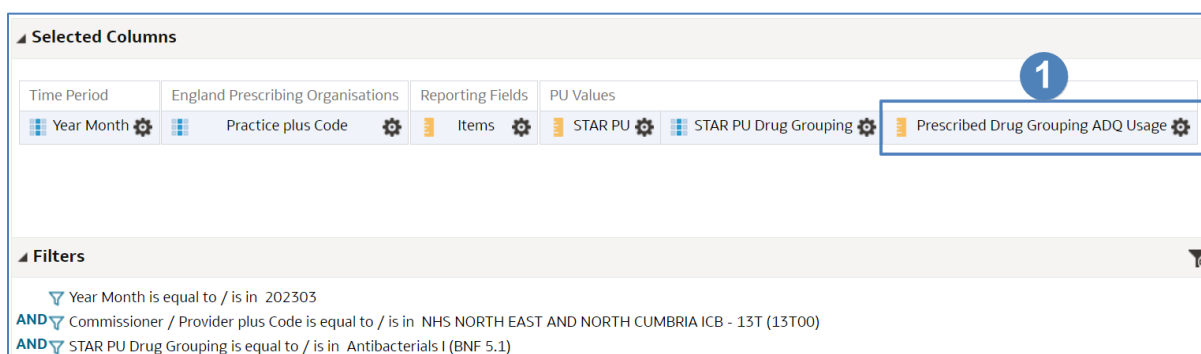 Selected Columns
1
Time Period England Prescribing Organisations Reporting Fields PU Values
Year Month Practice plus Code Items STAR PU STAR PU Drug Grouping Prescribed Drug Grouping ADQ Usage
Filters
Year Month is equal to / is in 202303
AND Commissioner / Provider plus Code is equal to / is in NHS NORTH EAST AND NORTH CUMBRIA ICB - 13T (13T00)
AND STAR PU Drug Grouping is equal to / is in Antibacterials I (BNF 5.1)